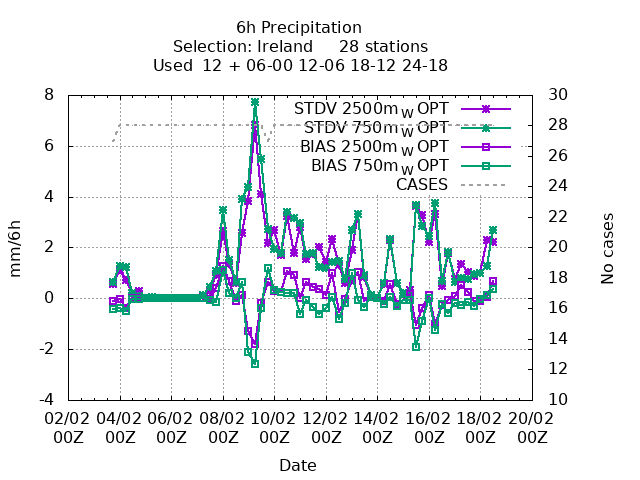 6h Precipitation
Selection: Ireland 28 stations
Used 12 + 06-00 12-06 18-12 24-18
STDV 2500m_W OPT
STDV 750m_W OPT
BIAS 2500m_W OPT
BIAS 750m_W OPT
CASES
mm/6h
8
6
4
2
0
-2
-4
No cases
30
28
26
24
22
20
18
16
14
12
10
02/02 04/02 06/02 08/02 10/02 12/02 14/02 16/02 18/02 20/02
00Z 00Z 00Z 00Z 00Z 00Z 00Z 00Z 00Z 00Z
Date